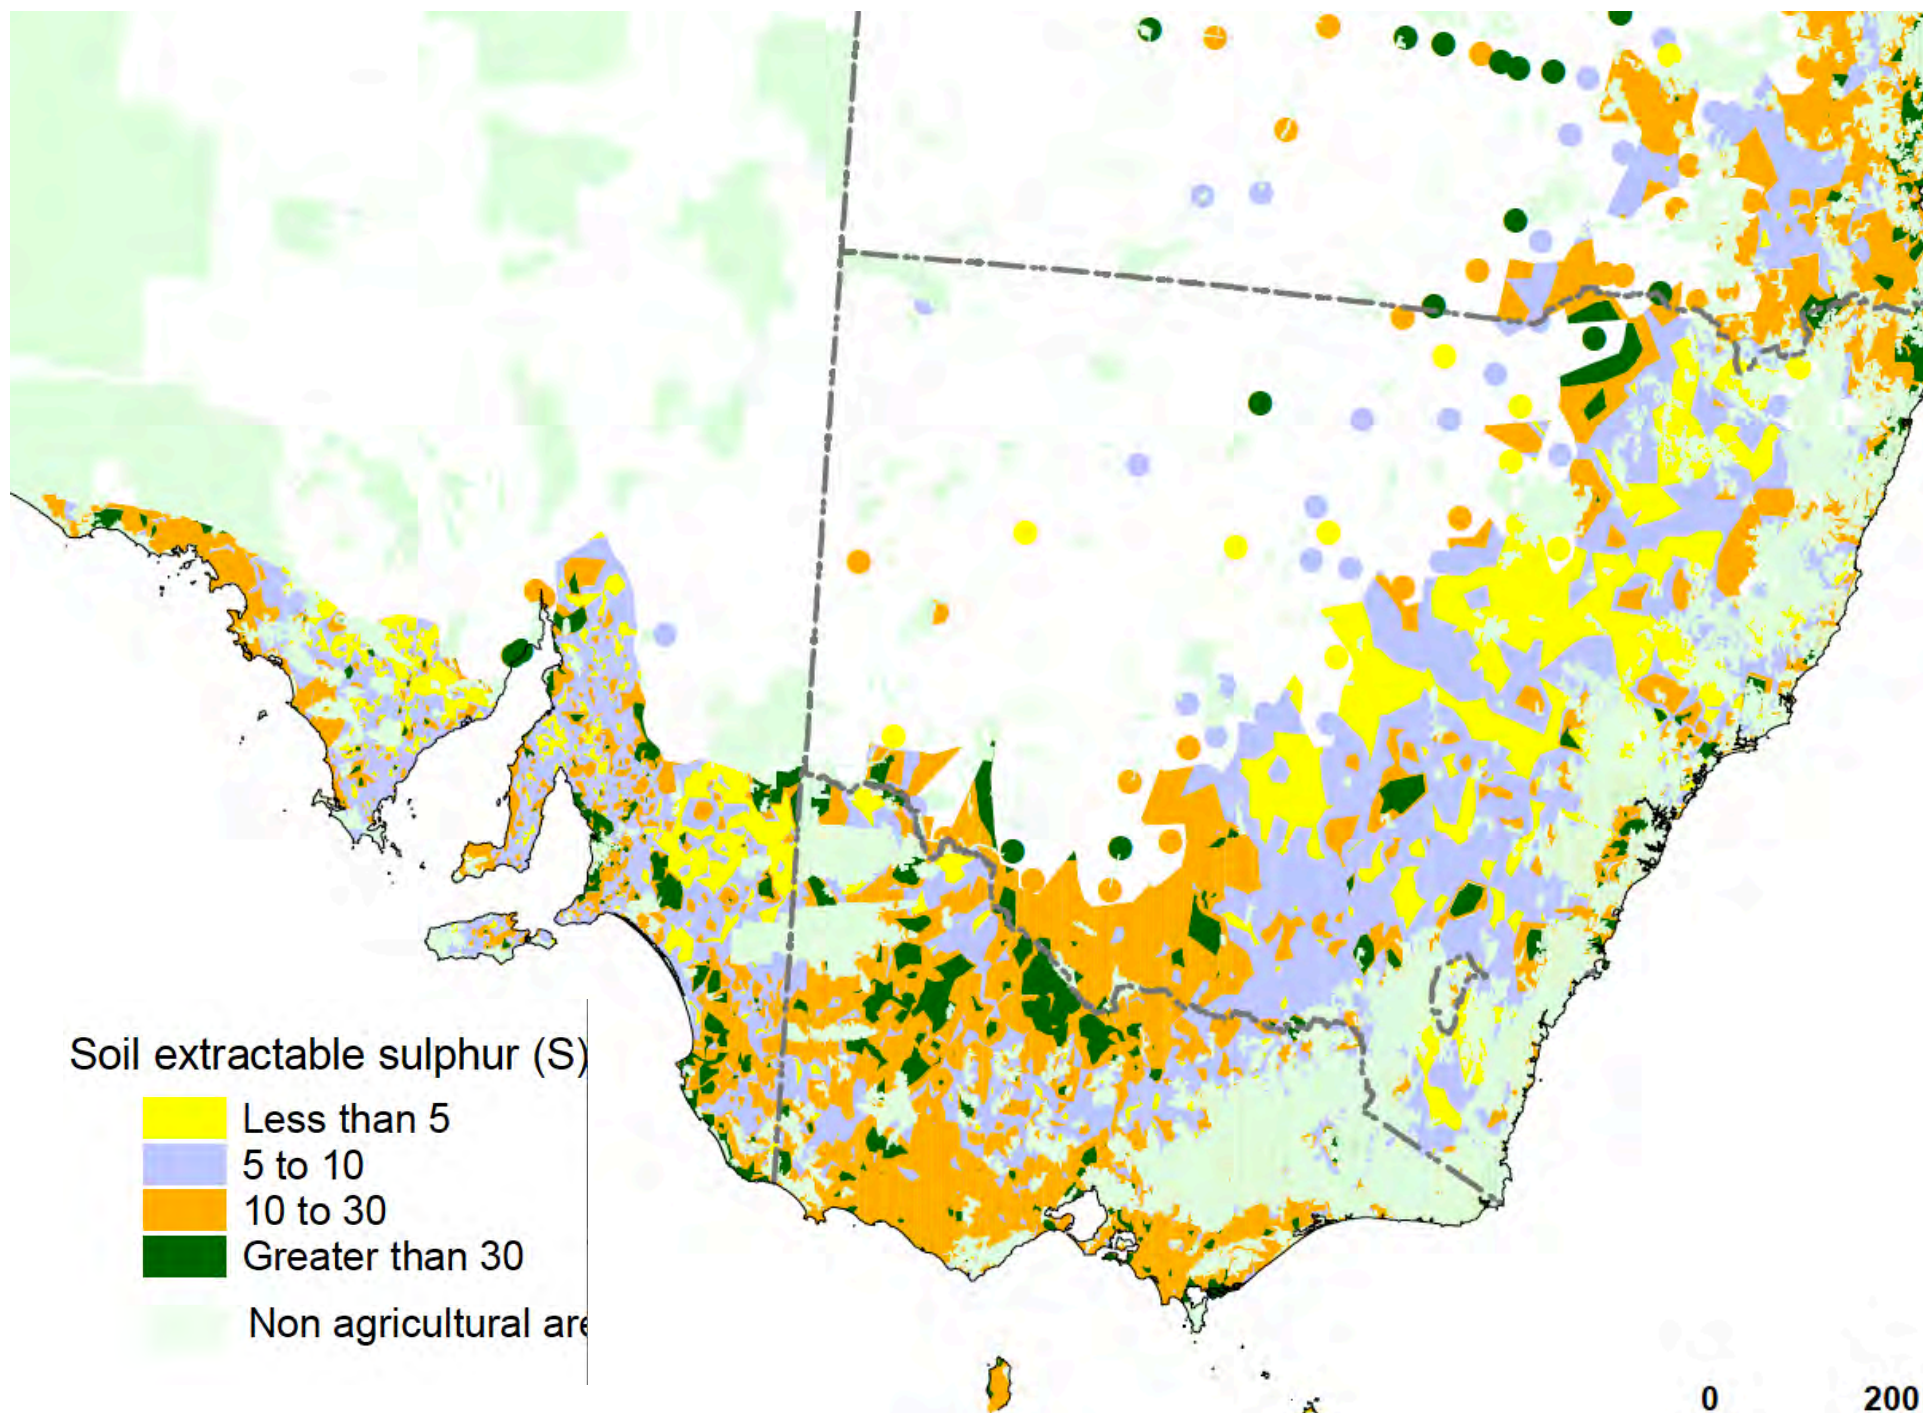 Soil extractable sulphur (S)
Less than 5
5 to 10
10 to 30
Greater than 30
Non agricultural are
0 200